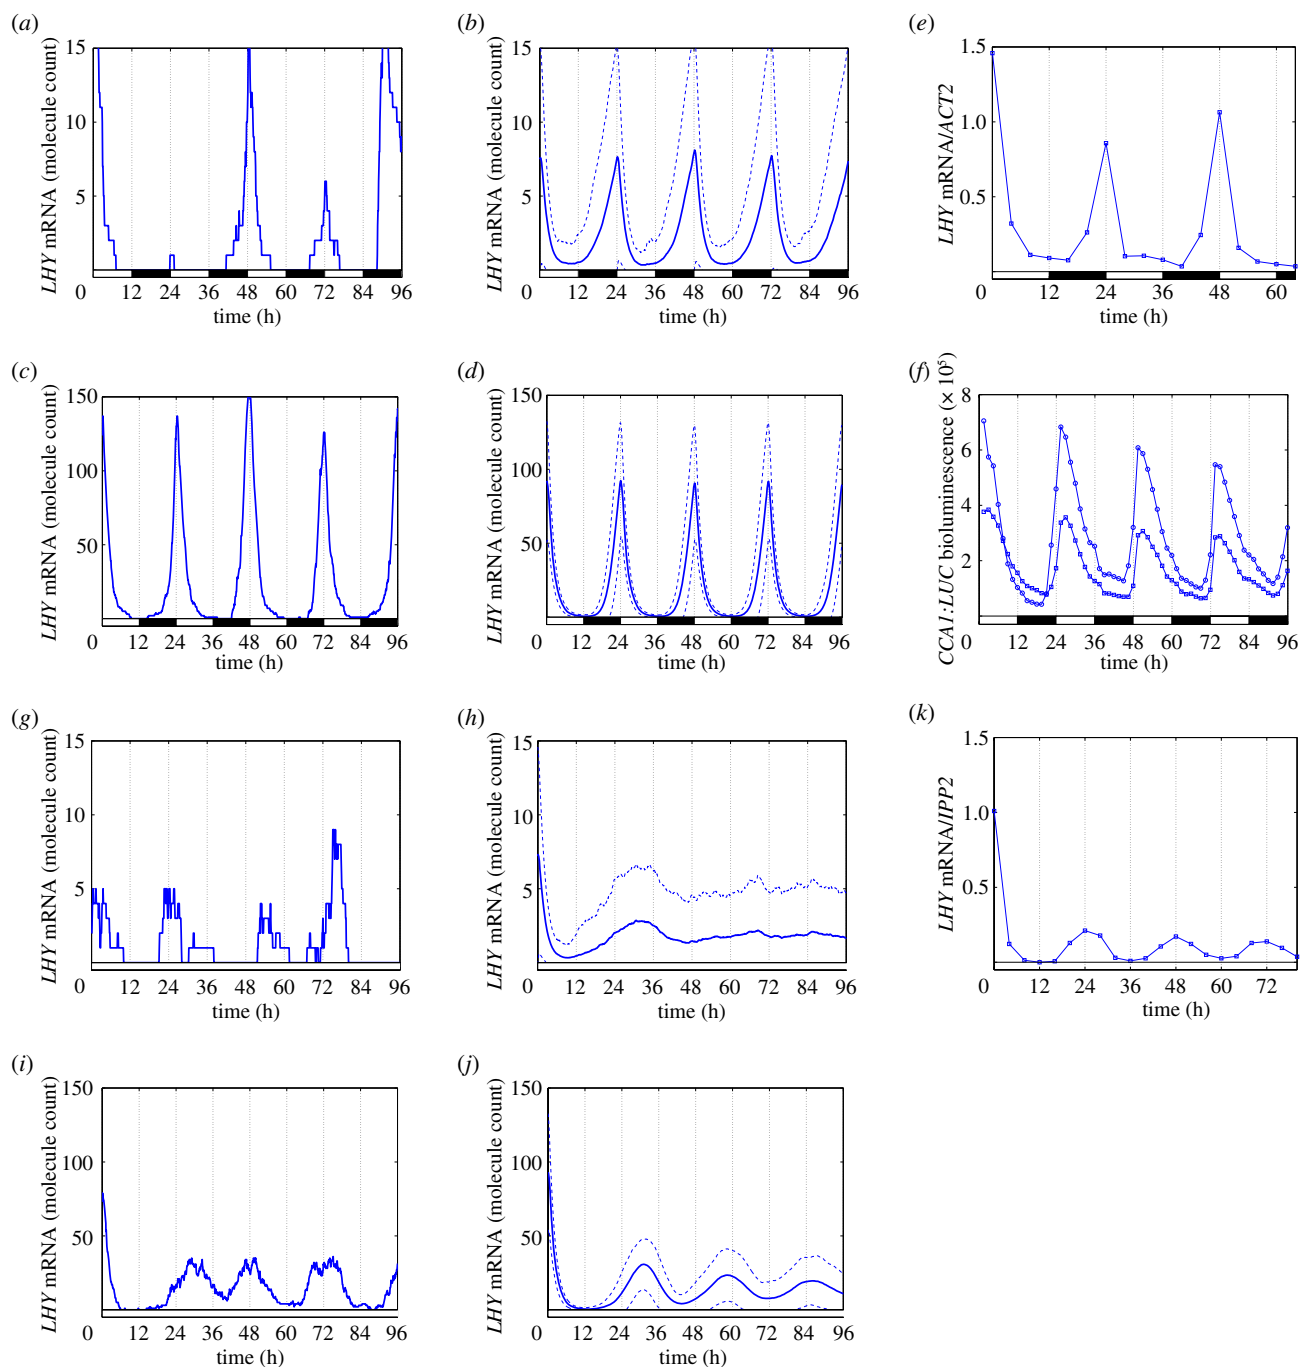 (a)
LHY mRNA (molecule count)
15
10
5
0 12 24 36 48 60 72 84 96
time (h)
(b)
LHY mRNA (molecule count)
15
10
5
0 12 24 36 48 60 72 84 96
time (h)
(e)
LHY mRNA/ACT2
1.5
1.0
0.5
0 12 24 36 48 60
time (h)
(c)
LHY mRNA (molecule count)
150
100
50
0 12 24 36 48 60 72 84 96
time (h)
(d)
LHY mRNA (molecule count)
150
100
50
0 12 24 36 48 60 72 84 96
time (h)
(f)
CCA1:LUC bioluminescence (× 10⁵)
8
6
4
2
0 12 24 36 48 60 72 84 96
time (h)
(g)
LHY mRNA (molecule count)
15
10
5
0 12 24 36 48 60 72 84 96
time (h)
(h)
LHY mRNA (molecule count)
15
10
5
0 12 24 36 48 60 72 84 96
time (h)
(k)
LHY mRNA/IPP2
1.5
1.0
0.5
0 12 24 36 48 60 72
time (h)
(i)
LHY mRNA (molecule count)
150
100
50
0 12 24 36 48 60 72 84 96
time (h)
(j)
LHY mRNA (molecule count)
150
100
50
0 12 24 36 48 60 72 84 96
time (h)